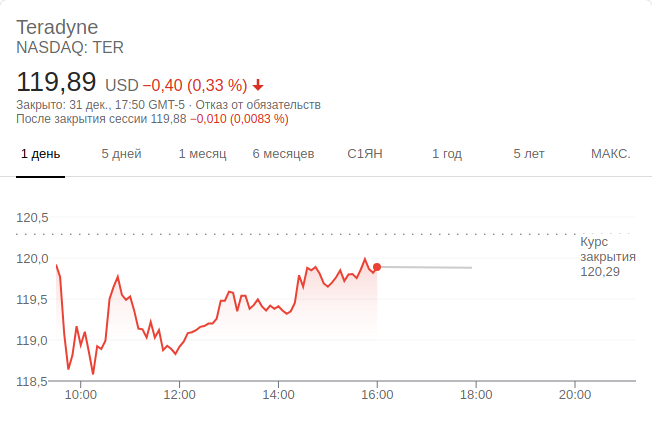 Teradyne
NASDAQ: TER
119,89 USD −0,40 (0,33 %)
Закрыто: 31 дек., 17:50 GMT-5 · Отказ от обязательств
После закрытия сессии 119,88 −0,010 (0,0083 %)
1 день 5 дней 1 месяц 6 месяцев С1ЯН 1 год 5 лет МАКС.
120,5
Курс
закрытия
120,29
120,0
119,5
119,0
118,5
10:00 12:00 14:00 16:00 18:00 20:00